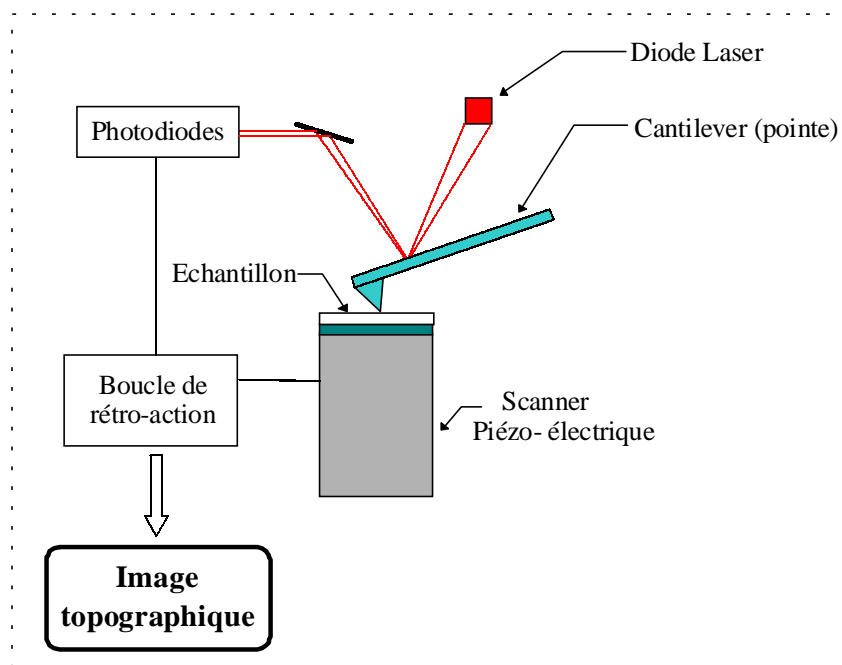 Diode Laser
Photodiodes
Cantilever (pointe)
Echantillon
Boucle de
rétro-action
Scanner
Piézo- électrique
Image
topographique